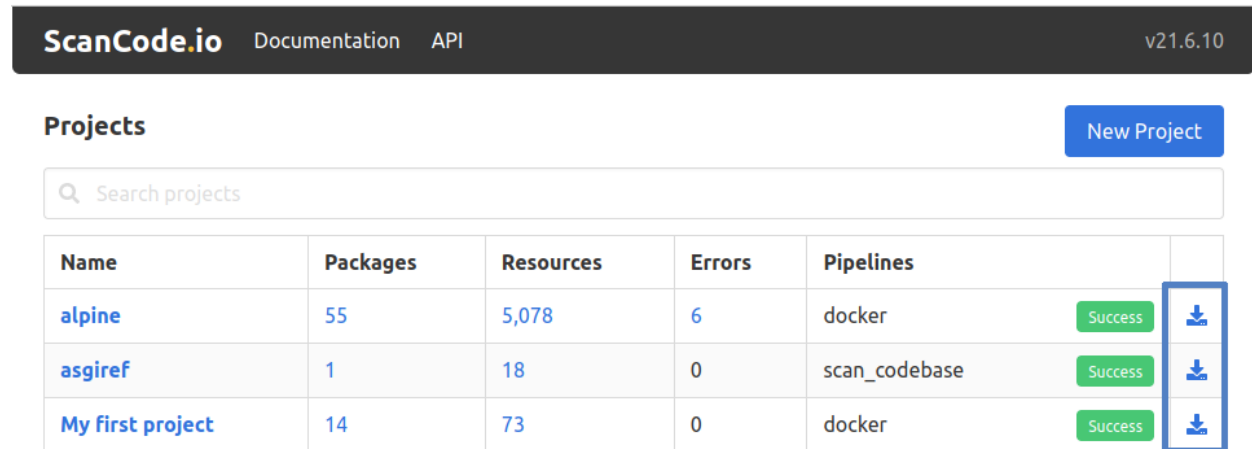 ScanCode.io Documentation API v21.6.10
Projects New Project
Search projects
Name Packages Resources Errors Pipelines
alpine 55 5,078 6 docker Success
asgiref 1 18 0 scan_codebase Success
My first project 14 73 0 docker Success